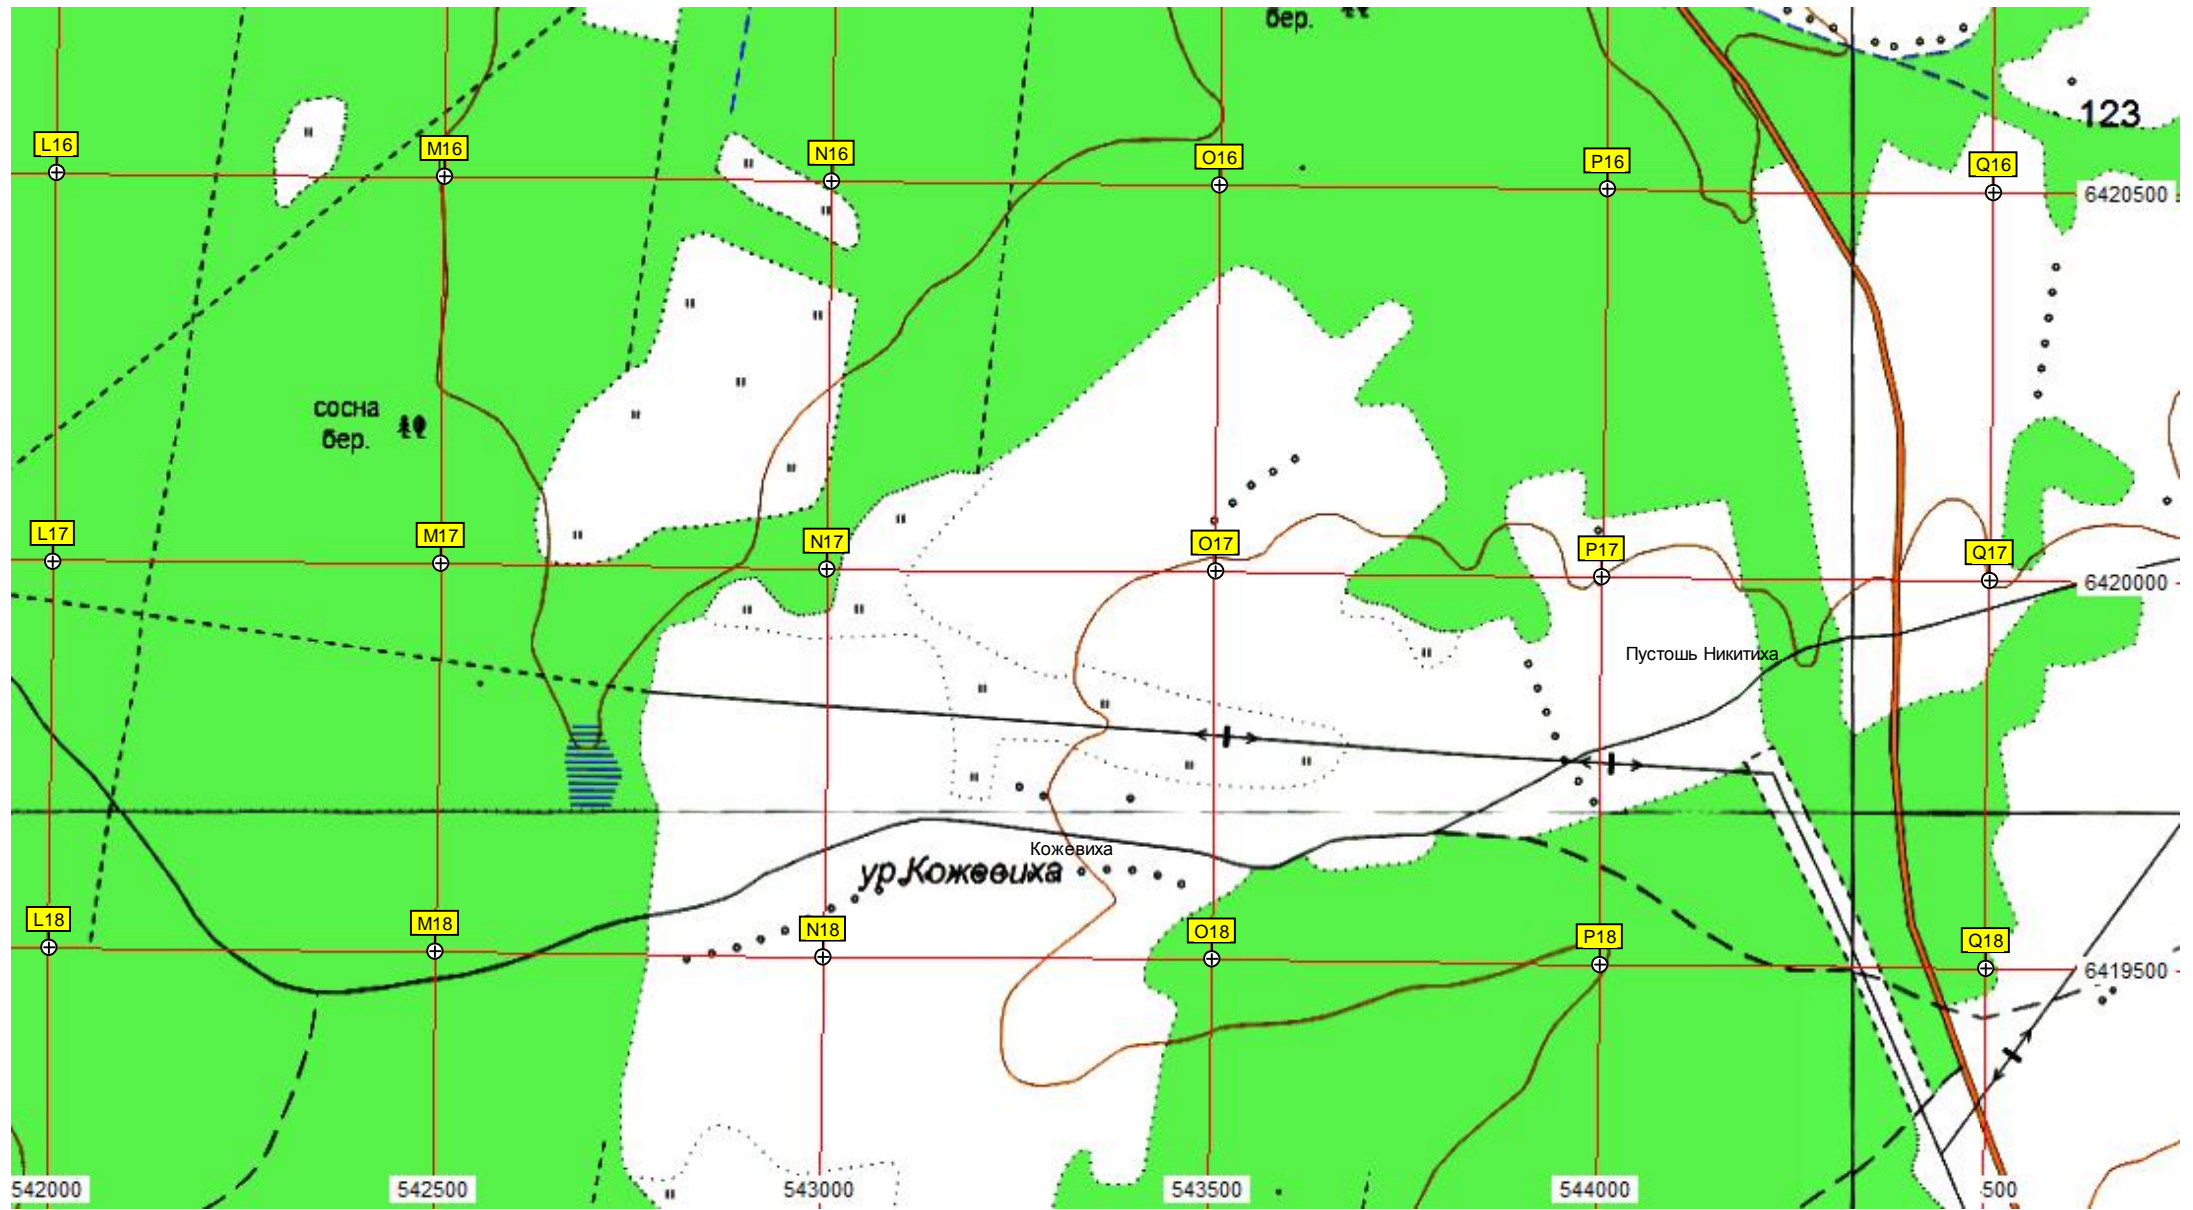 бер.
123
L16
M16
N16
O16
P16
Q16
6420500
сосна
бер.
L17
M17
N17
O17
P17
Q17
6420000
Пустошь Никитиха
Кожевиха
ур.Кожевиха
L18
M18
N18
O18
P18
Q18
6419500
542000
542500
543000
543500
544000
500